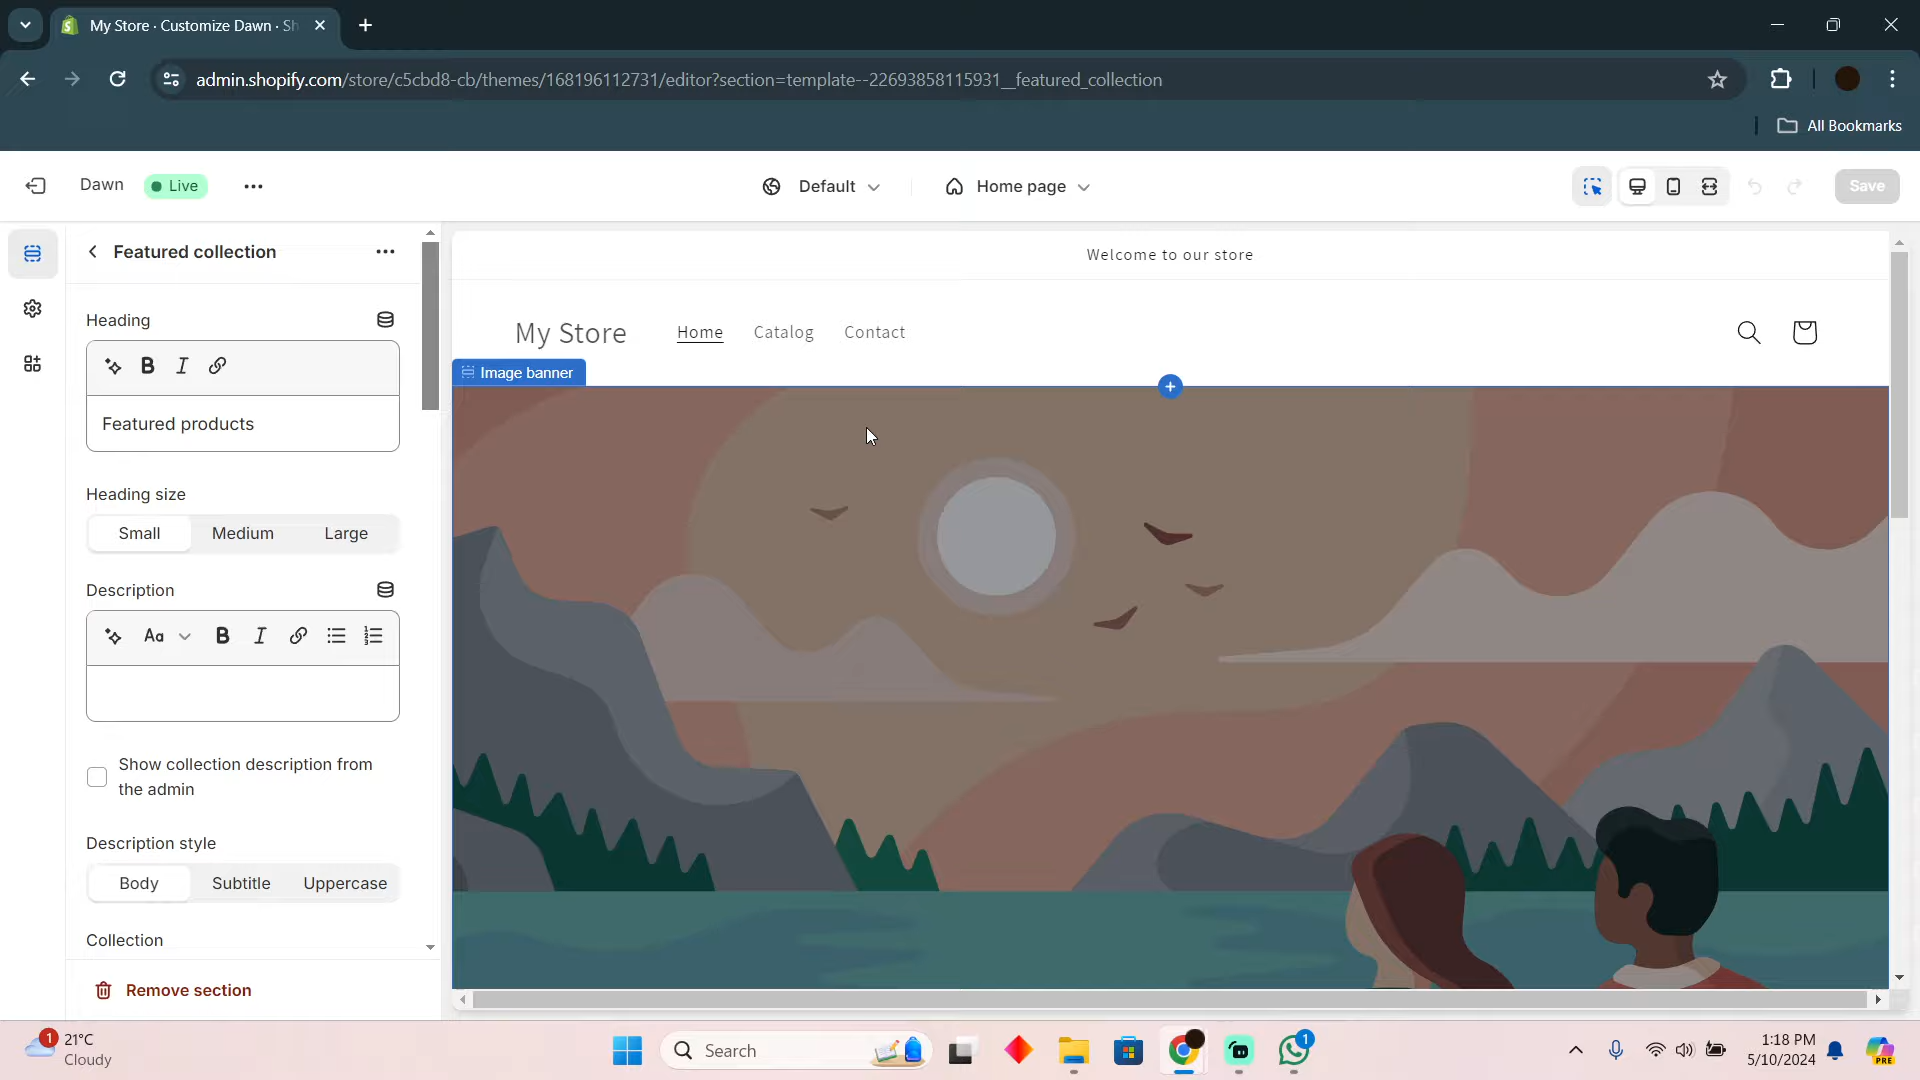 My Store · Customize Dawn · Sh
admin.shopify.com/store/c5cbd8-cb/themes/168196112731/editor?section=template--22693858115931__featured_collection
All Bookmarks
Dawn
Live
Default
Home page
Save
Featured collection
Heading
Featured products
Heading size
Small
Medium
Large
Description
Aa
Show collection description from
the admin
Description style
Body
Subtitle
Uppercase
Collection
Remove section
Welcome to our store
My Store
Home
Catalog
Contact
Image banner
1
21°C
Cloudy
Search
1
1:18 PM
5/10/2024
PRE